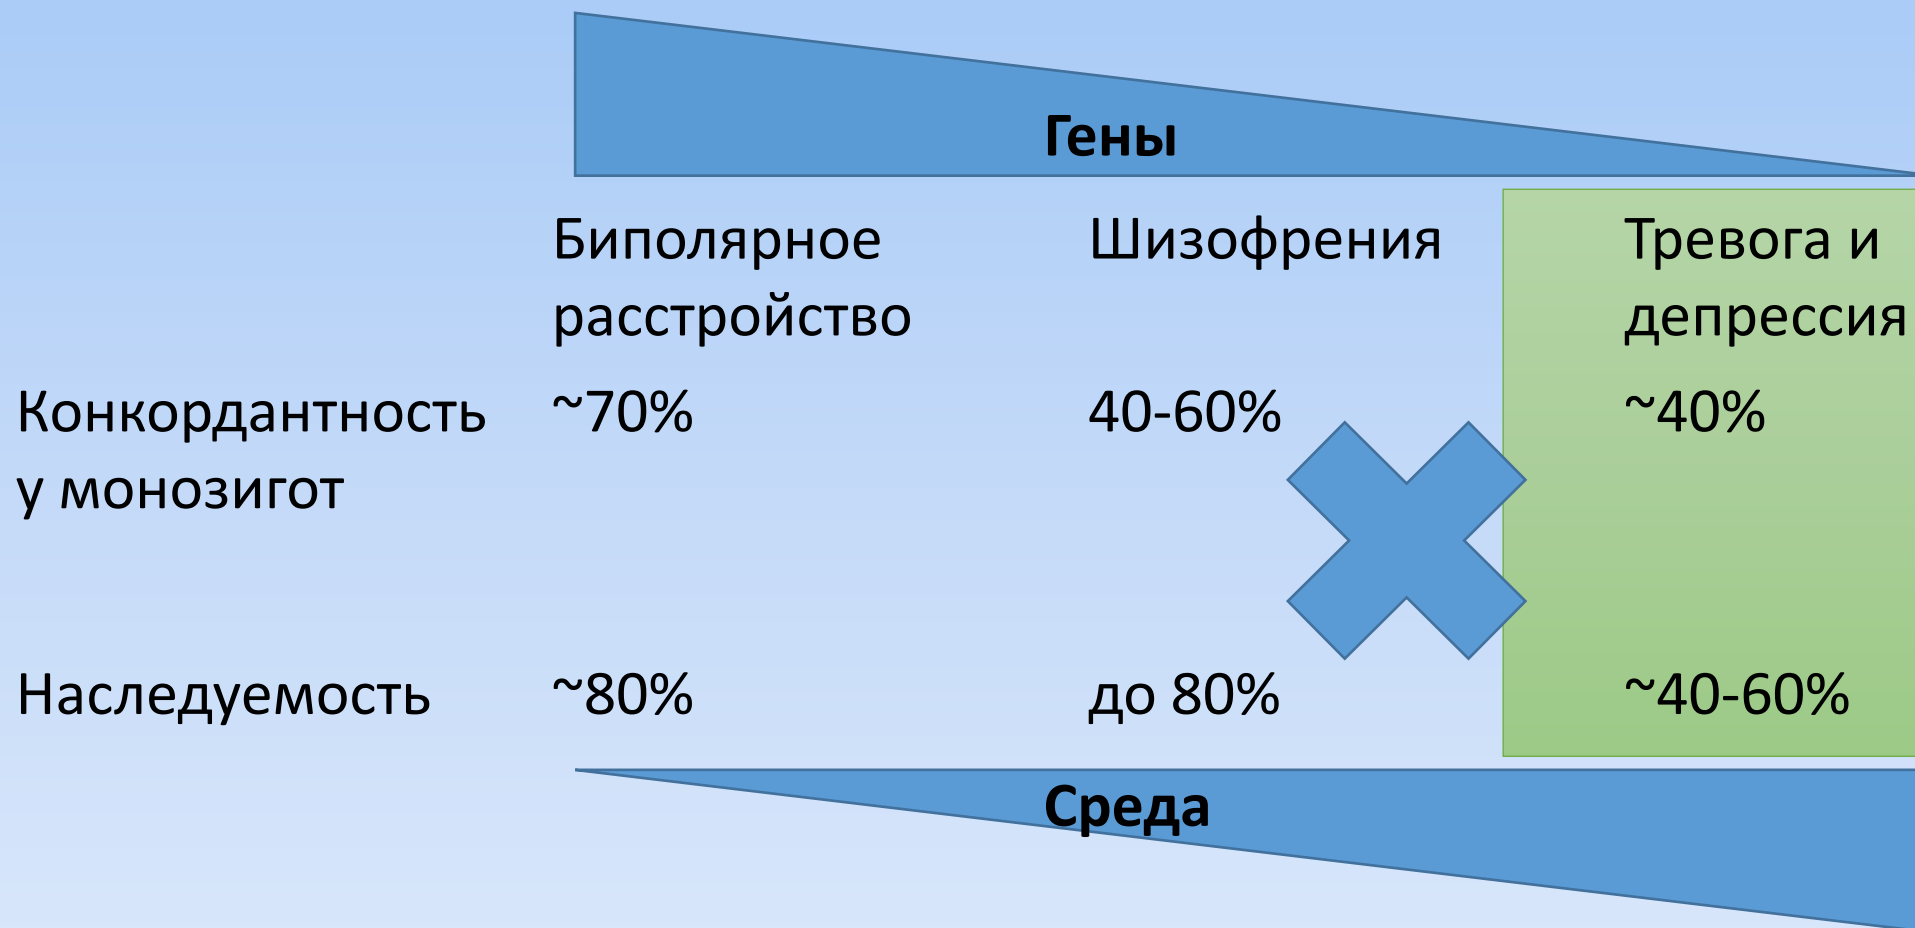 Гены
Биполярное Шизофрения Тревога и
расстройство депрессия
Конкордантность ~70% 40-60% ~40%
у монозигот
Наследуемость ~80% до 80% ~40-60%
Среда